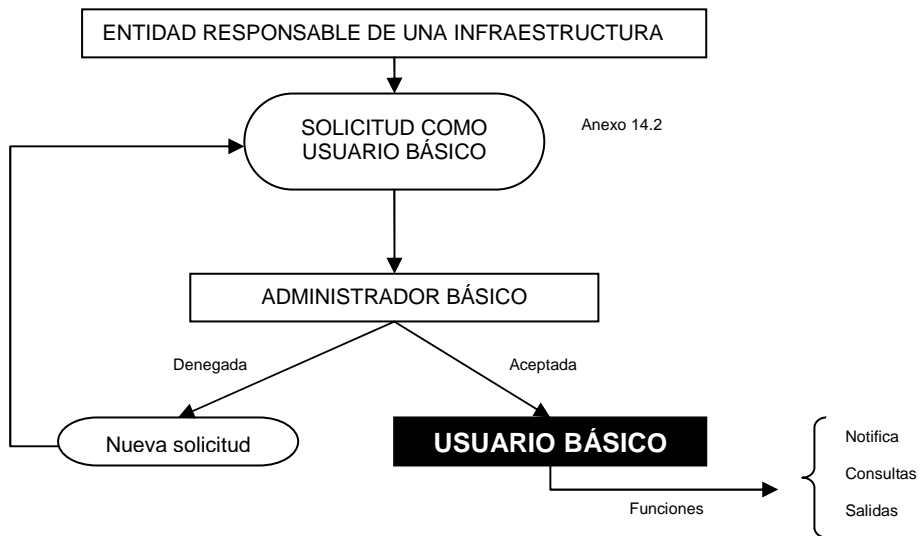 ENTIDAD RESPONSABLE DE UNA INFRAESTRUCTURA
SOLICITUD COMO
USUARIO BÁSICO
Anexo 14.2
ADMINISTRADOR BÁSICO
Denegada
Aceptada
Nueva solicitud
USUARIO BÁSICO
Funciones
Notifica
Consultas
Salidas